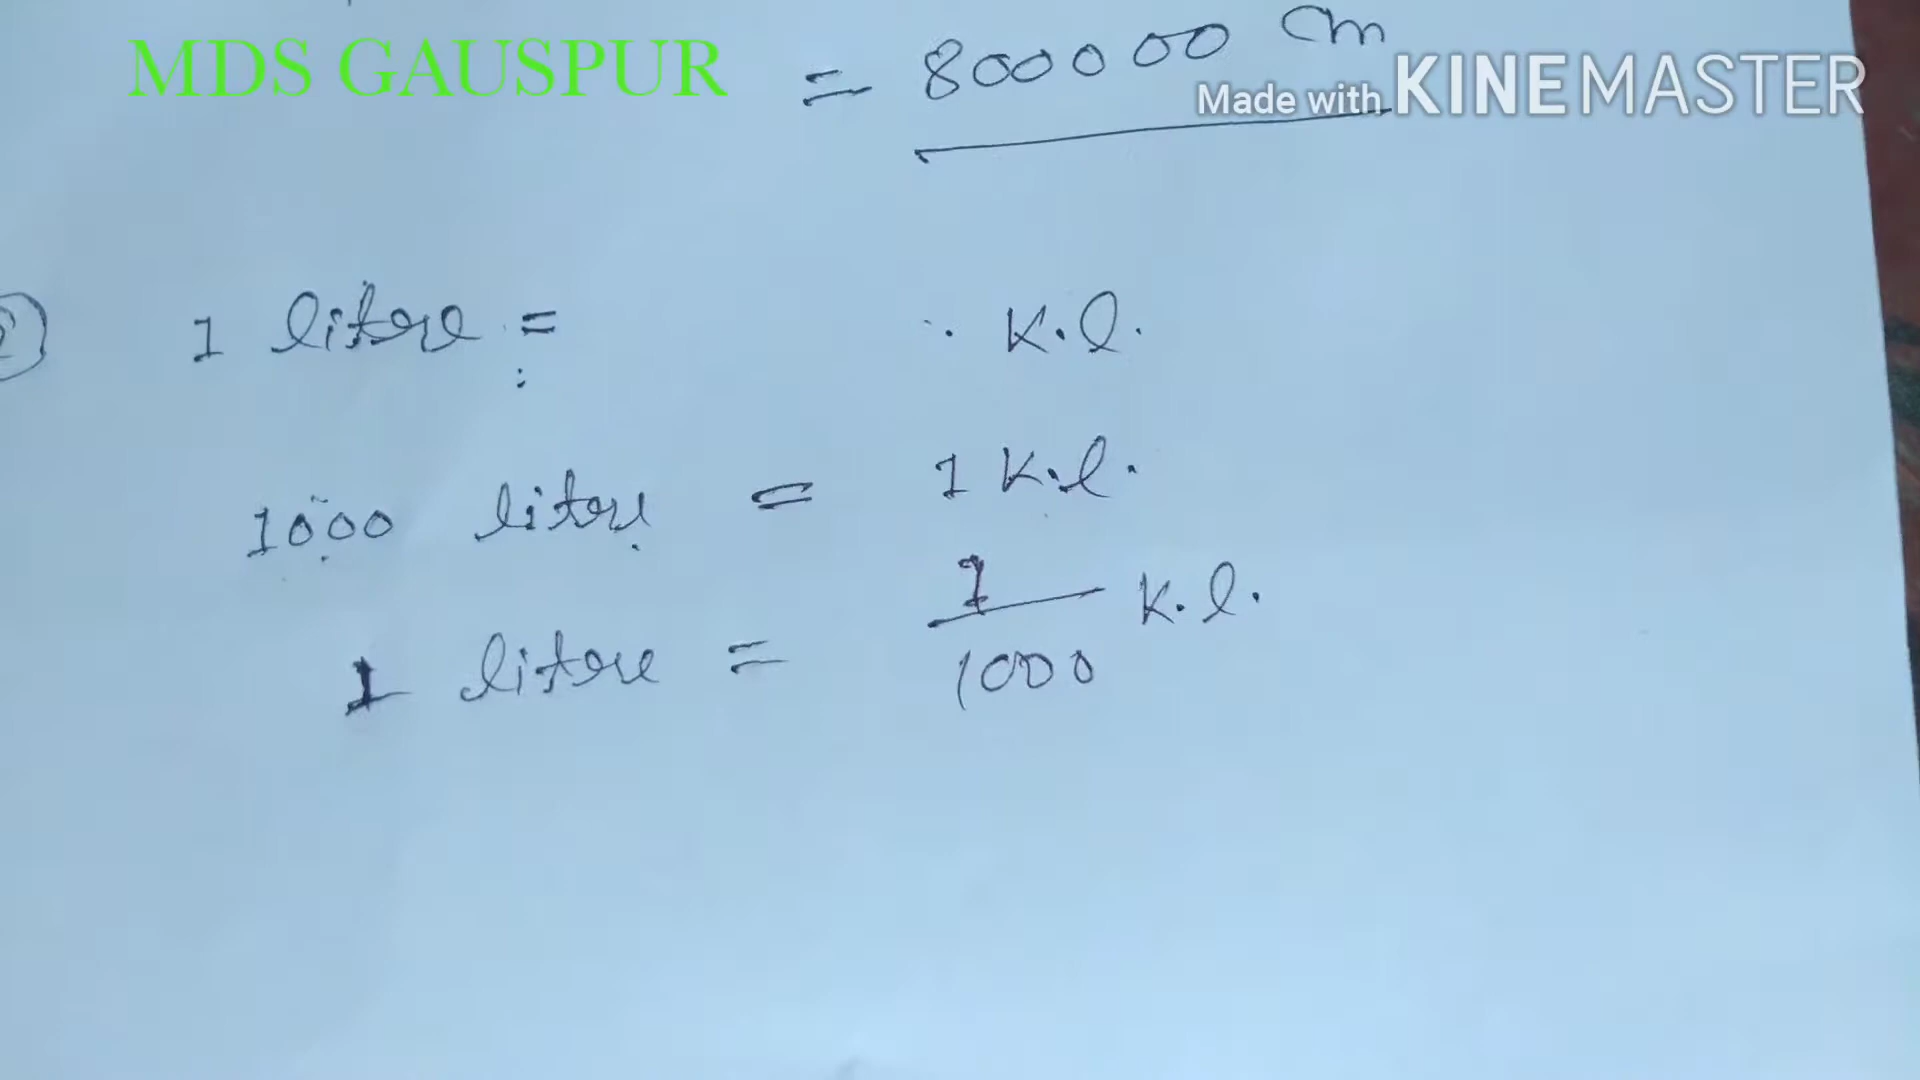 MDS GAUSPUR
= 800000 cm
Made with KINEMASTER
1 litre = K.l.
1000 litre = 1 K.l.
1 litre = 1/1000 K.l.